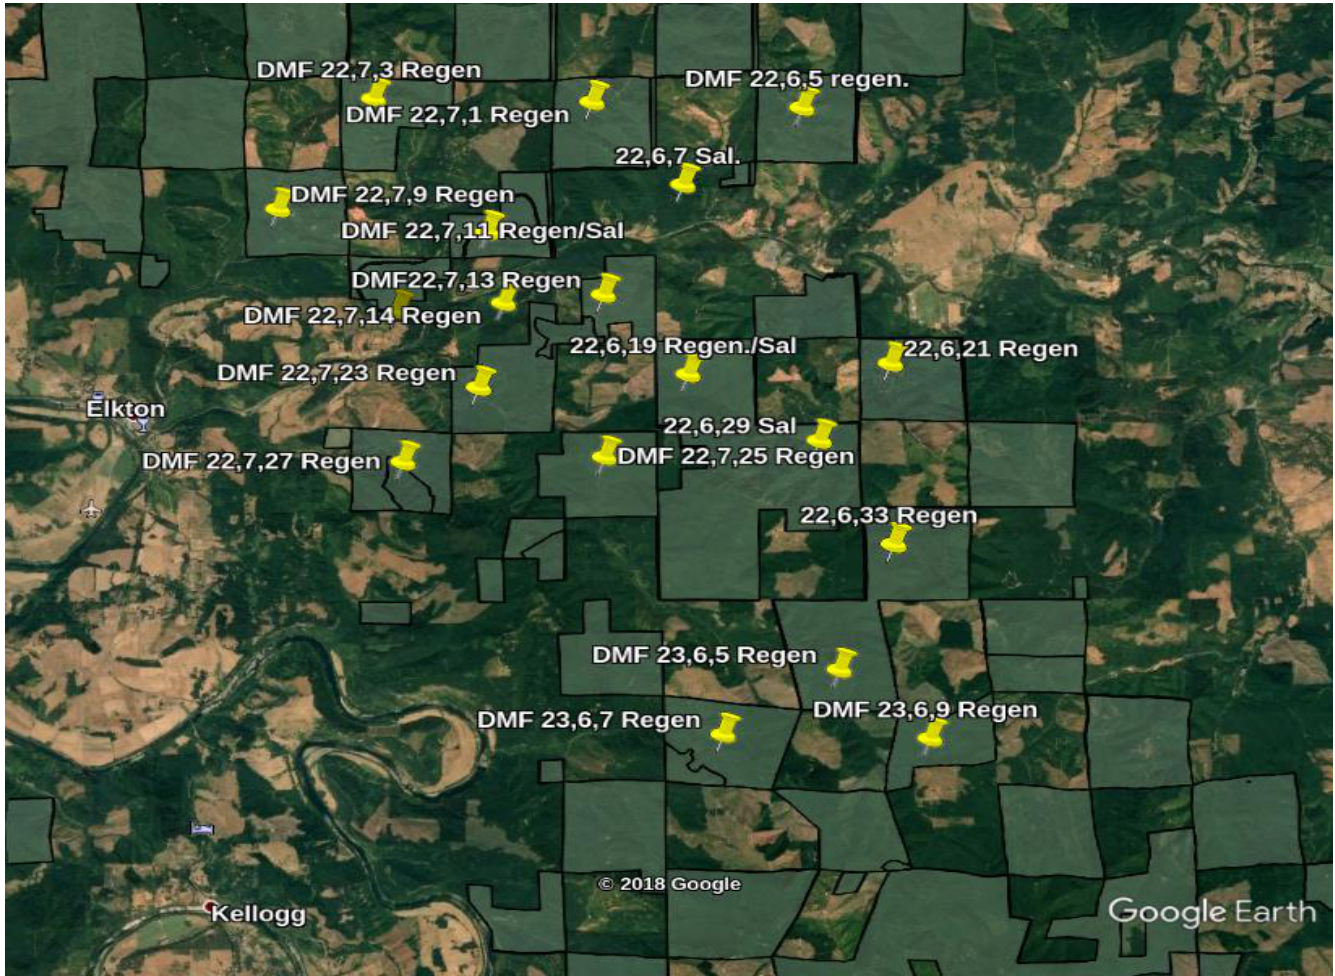 DMF 22,7,3 Regen
DMF 22,6,5 regen.
DMF 22,7,1 Regen
22,6,7 Sal.
DMF 22,7,9 Regen
DMF 22,7,11 Regen/Sal
DMF22,7,13 Regen
DMF 22,7,14 Regen
22,6,19 Regen./Sal
22,6,21 Regen
DMF 22,7,23 Regen
Elkton
22,6,29 Sal
DMF 22,7,25 Regen
DMF 22,7,27 Regen
22,6,33 Regen
DMF 23,6,5 Regen
DMF 23,6,9 Regen
DMF 23,6,7 Regen
© 2018 Google
Kellogg
Google Earth